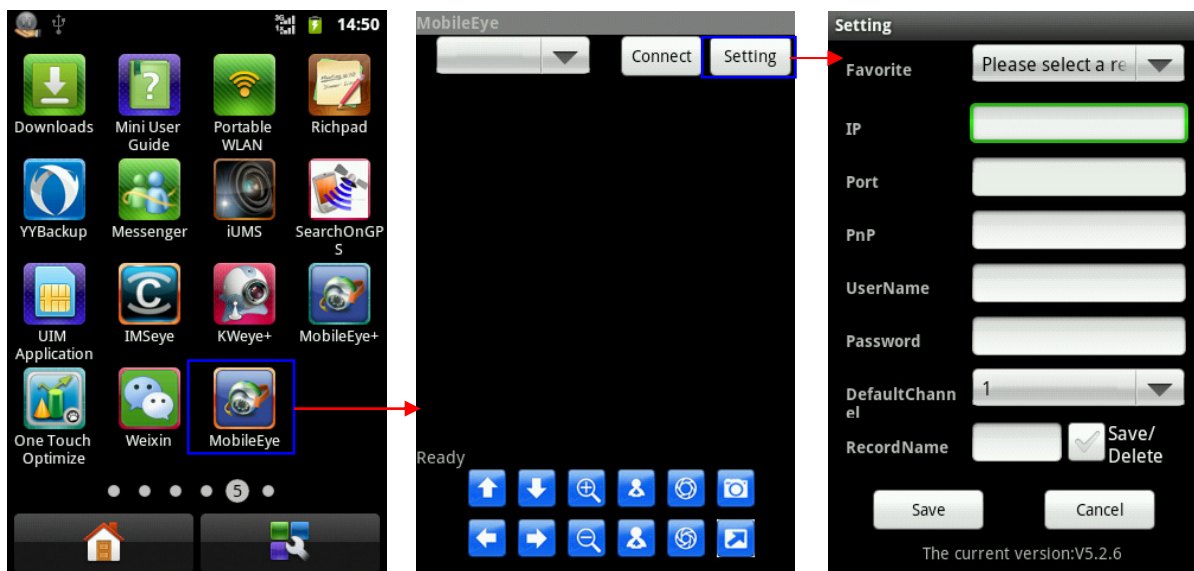 3G
1X
14:50
Downloads
Mini User
Guide
Portable
WLAN
Richpad
YYBackup
Messenger
iUMS
SearchOnGP
S
UIM
Application
IMSeye
KWeye+
MobileEye+
One Touch
Optimize
Weixin
MobileEye
5
MobileEye
Connect
Setting
Ready
Setting
Favorite
Please select a re
IP
Port
PnP
UserName
Password
DefaultChann
el
1
RecordName
Save/
Delete
Save
Cancel
The current version:V5.2.6